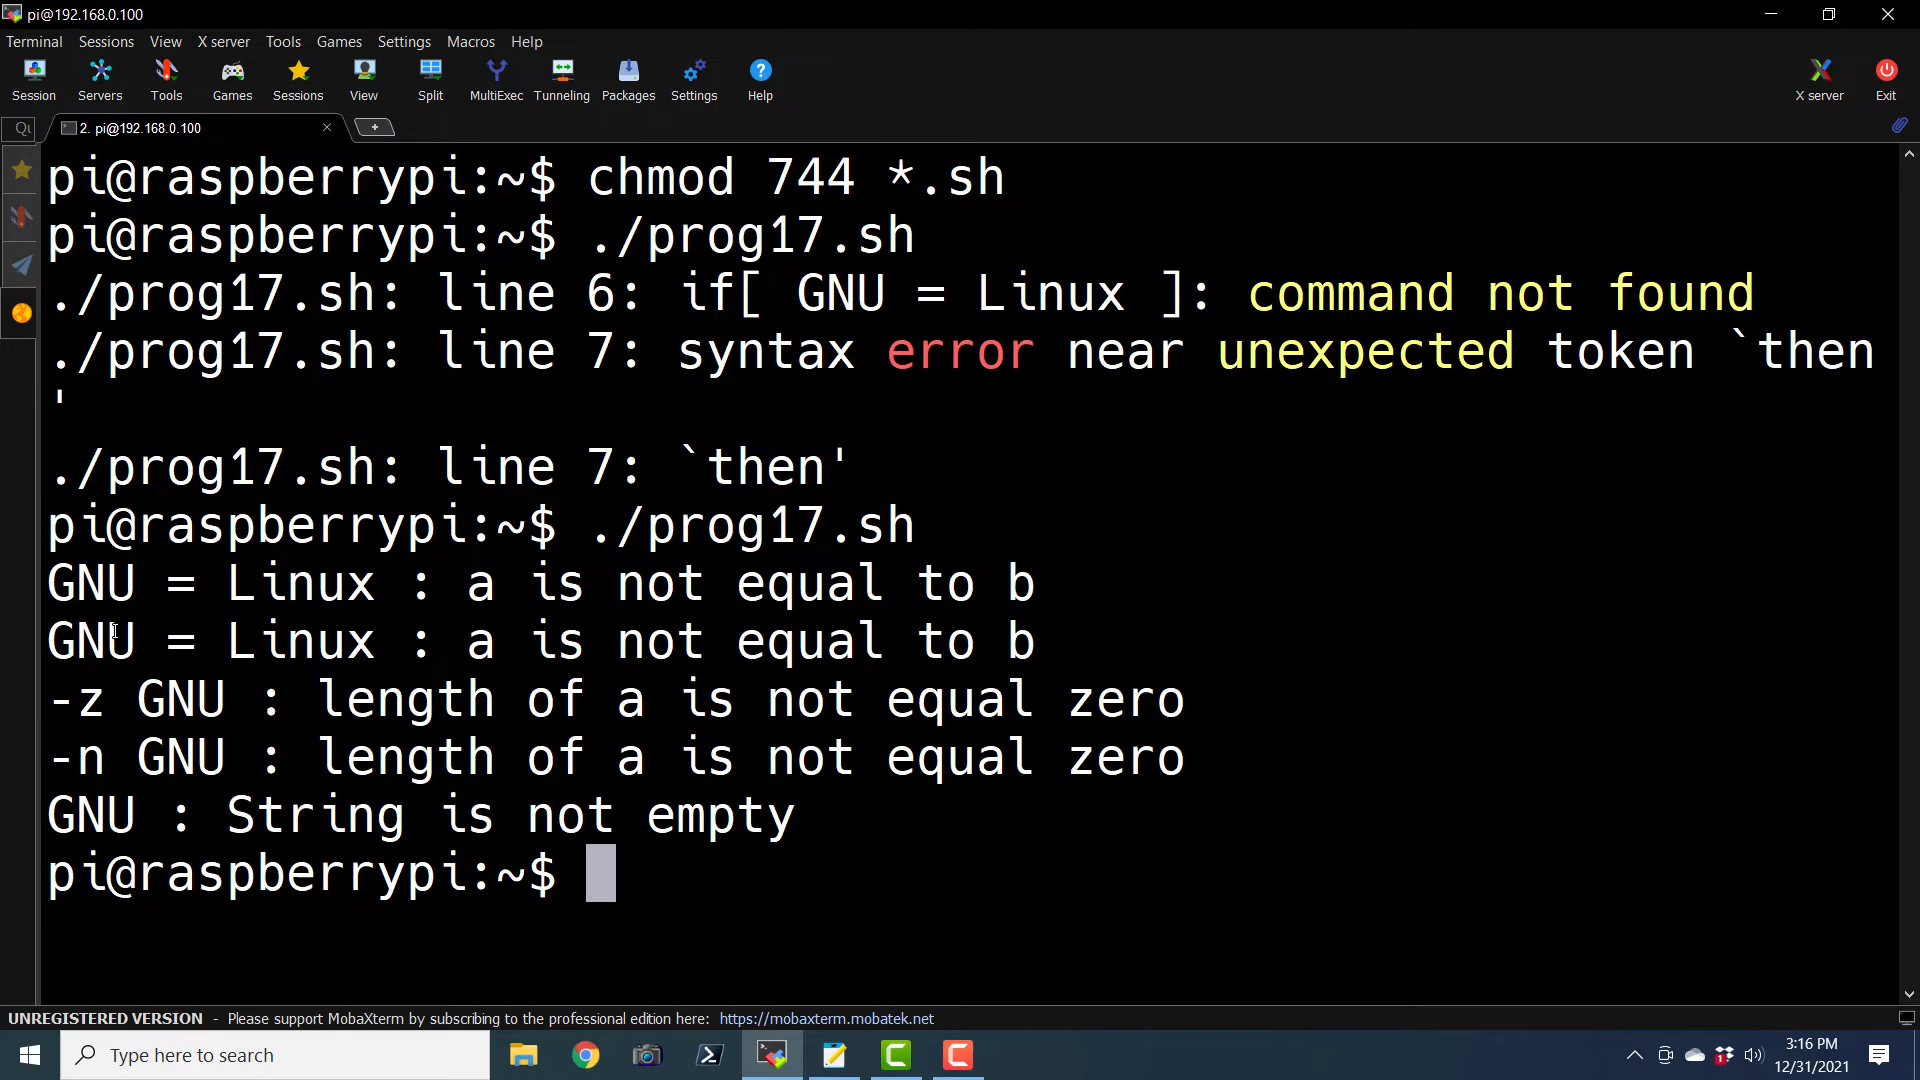 pi@192.168.0.100
Terminal Sessions View X server Tools Games Settings Macros Help
Session Servers Tools Games Sessions View Split MultiExec Tunneling Packages Settings Help X server Exit
2. pi@192.168.0.100
pi@raspberrypi:~$ chmod 744 *.sh
pi@raspberrypi:~$ ./prog17.sh
./prog17.sh: line 6: if[ GNU = Linux ]: command not found
./prog17.sh: line 7: syntax error near unexpected token `then
'
./prog17.sh: line 7: `then'
pi@raspberrypi:~$ ./prog17.sh
GNU = Linux : a is not equal to b
GNU = Linux : a is not equal to b
-z GNU : length of a is not equal zero
-n GNU : length of a is not equal zero
GNU : String is not empty
pi@raspberrypi:~$
UNREGISTERED VERSION - Please support MobaXterm by subscribing to the professional edition here: https://mobaxterm.mobatek.net
Type here to search
1
3:16 PM
12/31/2021